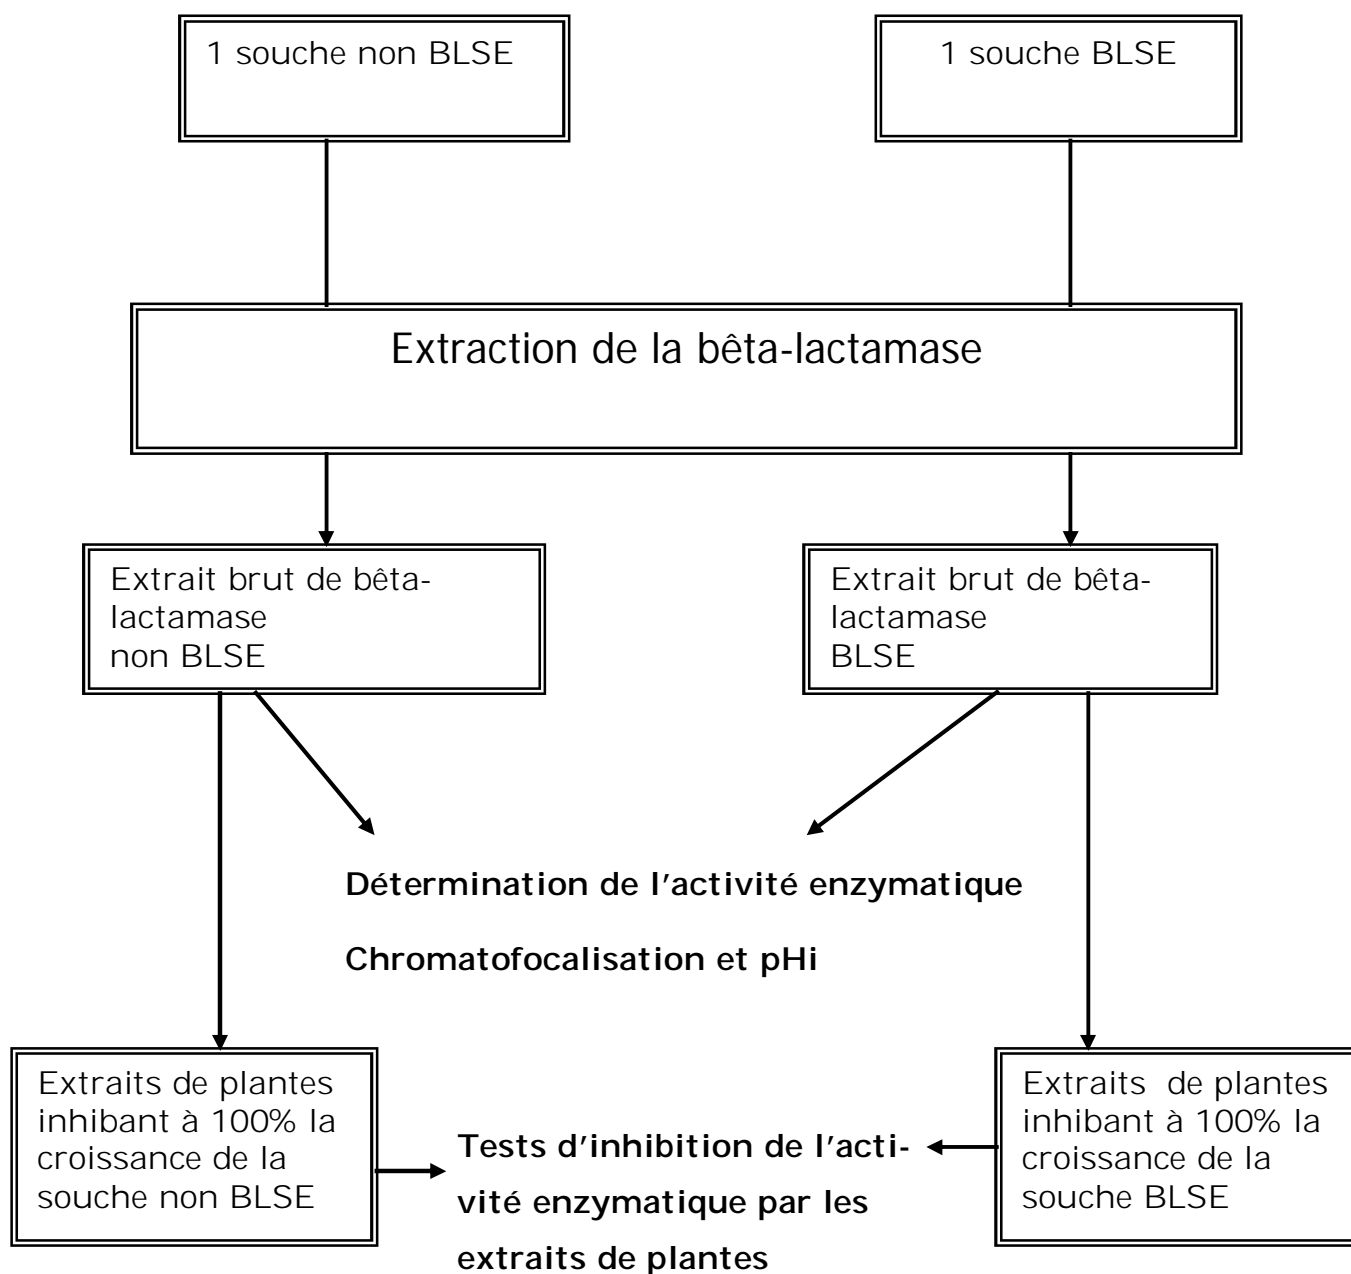 1 souche non BLSE
1 souche BLSE
Extraction de la bêta-lactamase
Extrait brut de bêta-
lactamase
non BLSE
Extrait brut de bêta-
lactamase
BLSE
Détermination de l'activité enzymatique
Chromatofocalisation et pHi
Extraits de plantes
inhibant à 100% la
croissance de la
souche non BLSE
Tests d'inhibition de l'acti-
vité enzymatique par les
extraits de plantes
Extraits de plantes
inhibant à 100% la
croissance de la
souche BLSE